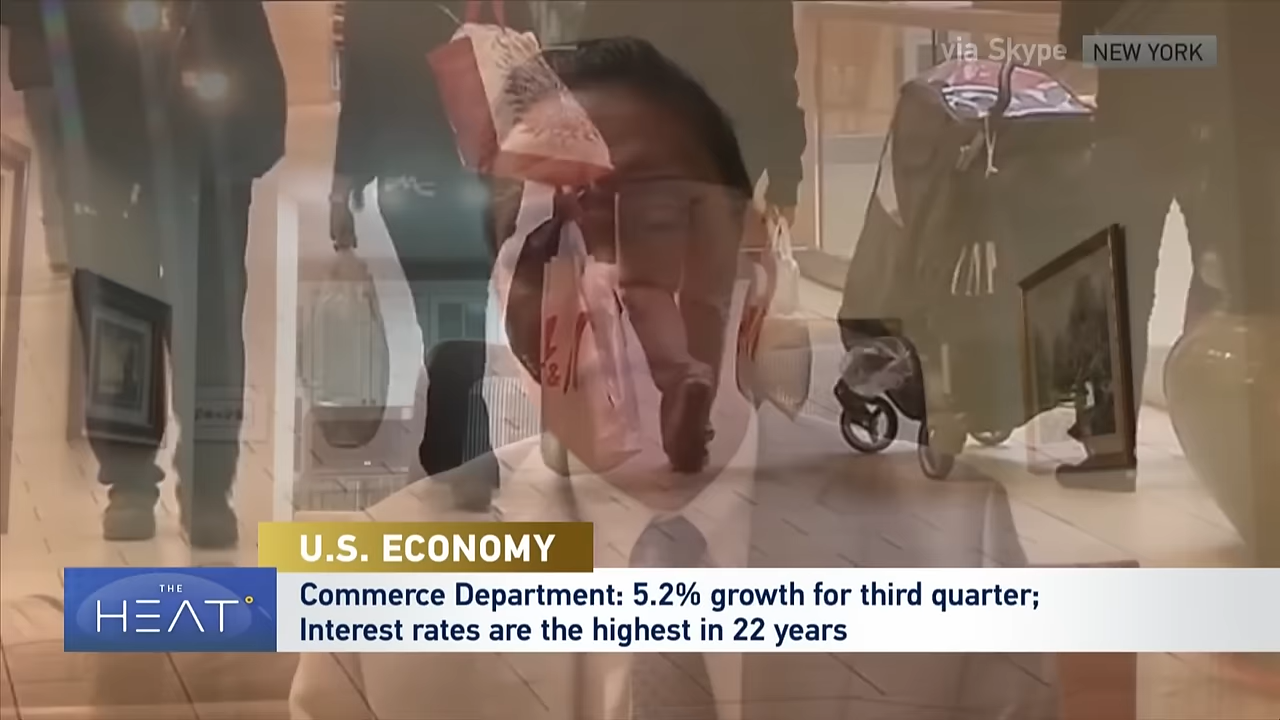 via Skype
NEW YORK
U.S. ECONOMY
THE
HEAT
Commerce Department: 5.2% growth for third quarter;
Interest rates are the highest in 22 years